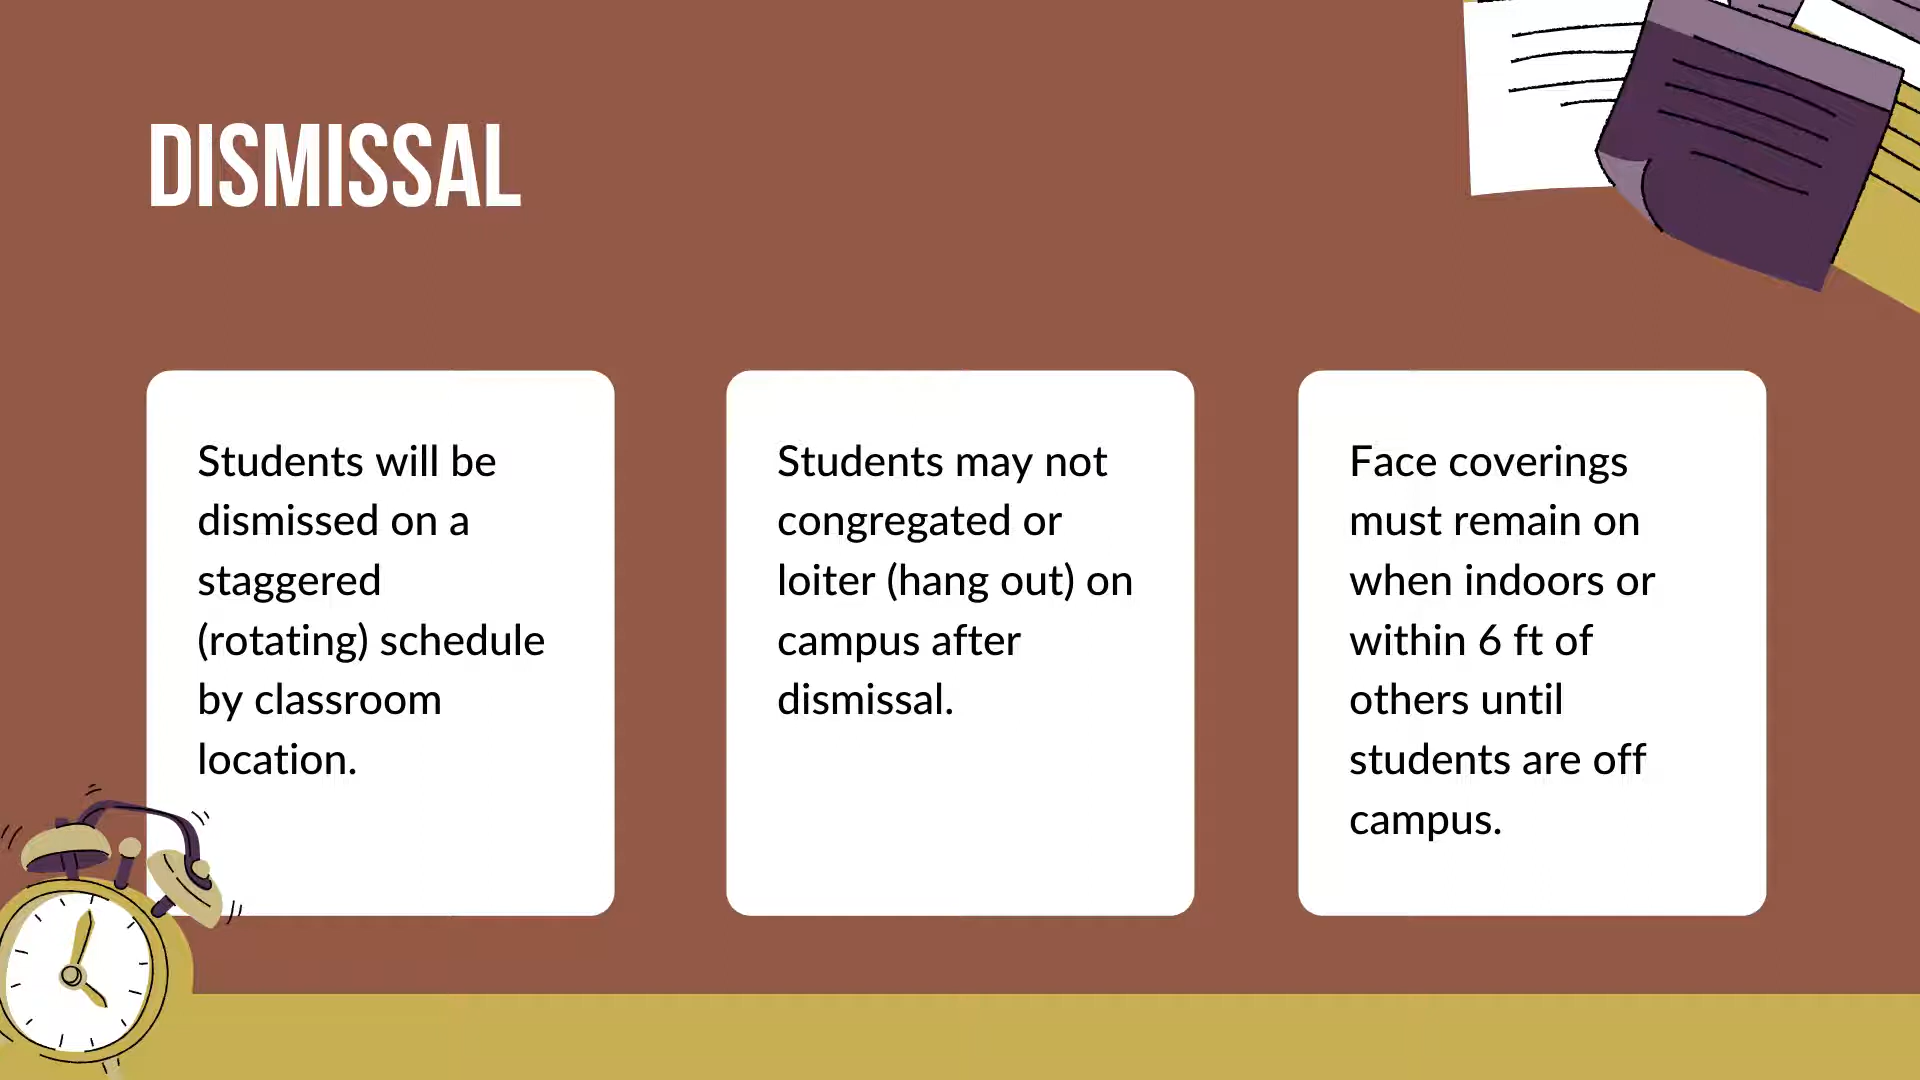 DISMISSAL
Students will be
dismissed on a
staggered
(rotating) schedule
by classroom
location.
Students may not
congregated or
loiter (hang out) on
campus after
dismissal.
Face coverings
must remain on
when indoors or
within 6 ft of
others until
students are off
campus.